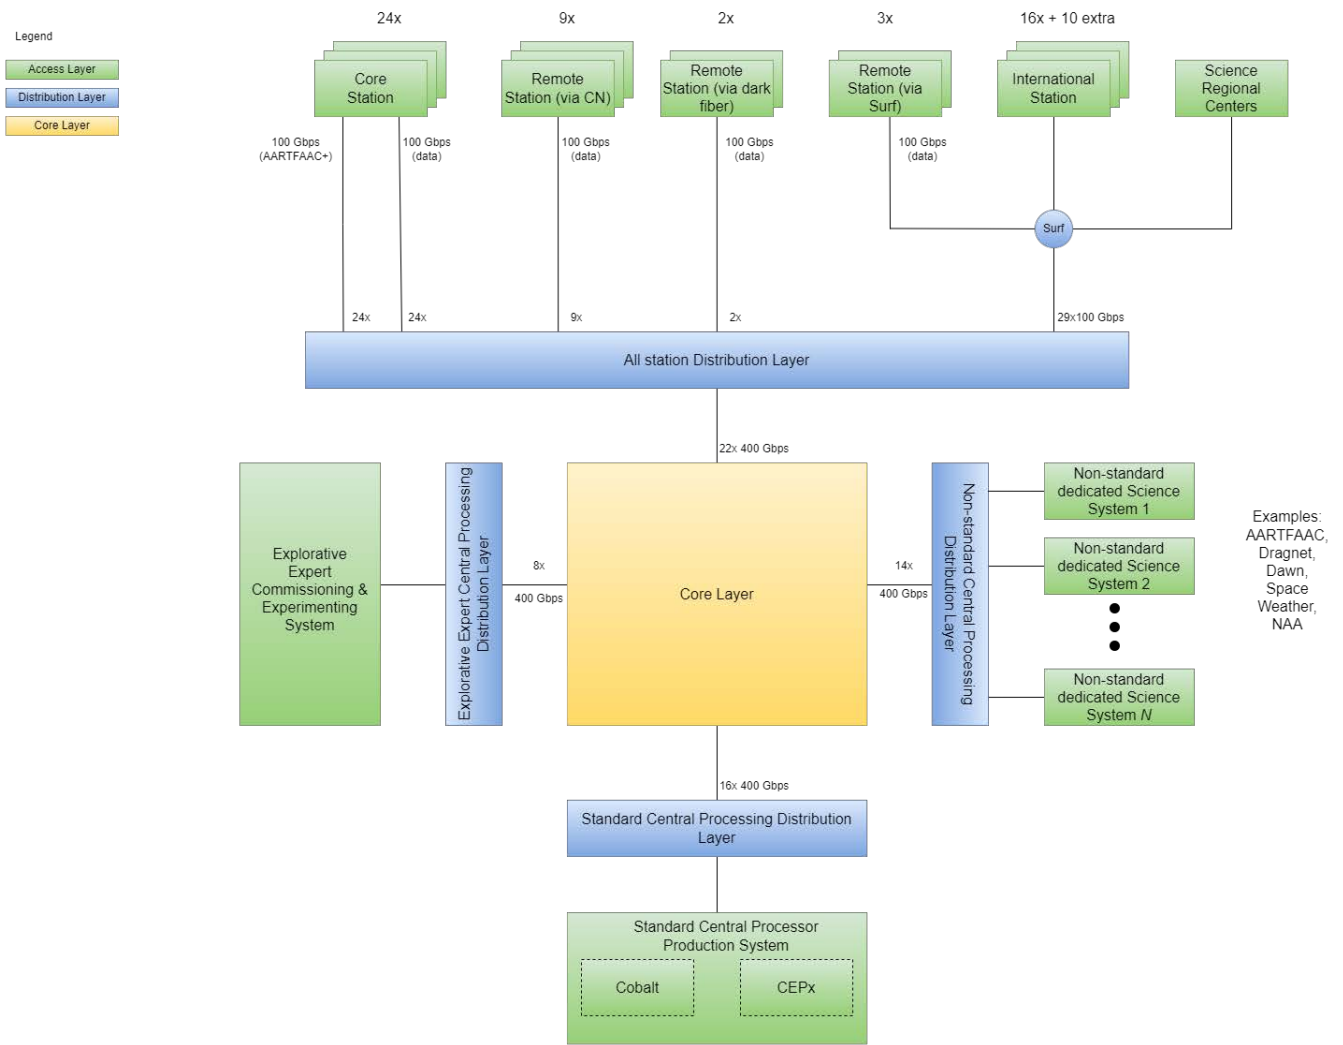 24x
9x
2x
3x
16x + 10 extra
Legend
Access Layer
Distribution Layer
Core Layer
Core
Station
Remote
Station (via CN)
Remote
Station (via dark
fiber)
Remote
Station (via
Surf)
International
Station
Science
Regional
Centers
100 Gbps
(AARTFAAC+)
100 Gbps
(data)
100 Gbps
(data)
100 Gbps
(data)
100 Gbps
(data)
Surf
24x
24x
9x
2x
29x100 Gbps
All station Distribution Layer
22x 400 Gbps
Explorative
Expert
Commissioning &
Experimenting
System
Explorative Expert Central Processing
Distribution Layer
8x
400 Gbps
Core Layer
14x
400 Gbps
Non-standard Central Processing
Distribution Layer
Non-standard
dedicated Science
System 1
Non-standard
dedicated Science
System 2
Non-standard
dedicated Science
System N
Examples:
AARTFAAC,
Dragnet,
Dawn,
Space
Weather,
NAA
16x 400 Gbps
Standard Central Processing Distribution
Layer
Standard Central Processor
Production System
Cobalt
CEPx